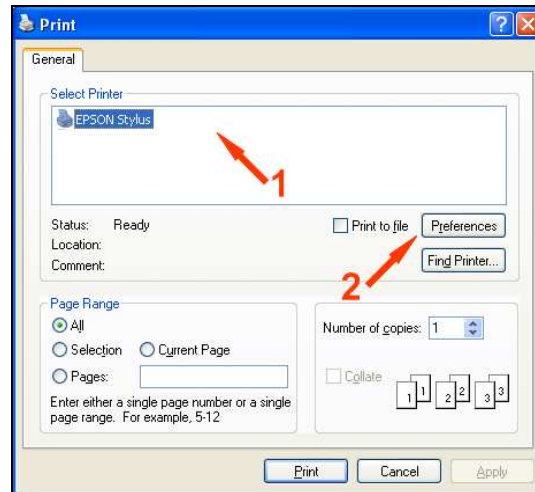 Print
General
Select Printer
EPSON Stylus
1
Status: Ready
Print to file
Preferences
Location:
2
Comment:
Find Printer...
Page Range
All
Selection
Current Page
Pages:
Enter either a single page number or a single
page range. For example, 5-12
Number of copies: 1
Collate
1 1 2 2 3 3
Print Cancel Apply